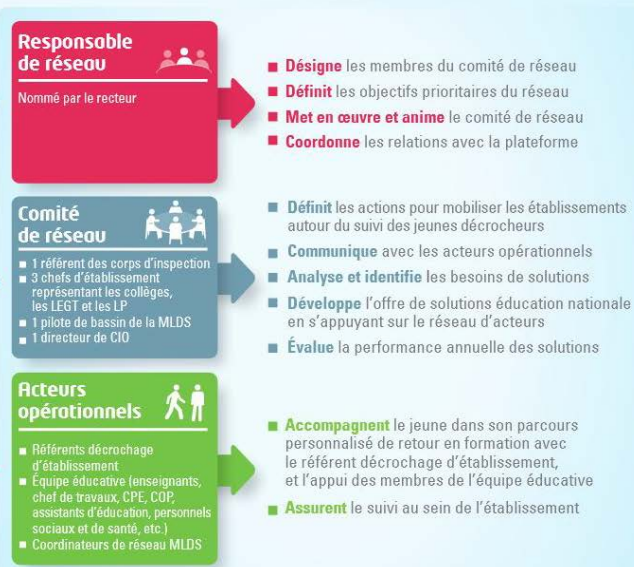 Responsable
de réseau
Nommé par le recteur
■ Désigne les membres du comité de réseau
■ Définit les objectifs prioritaires du réseau
■ Met en œuvre et anime le comité de réseau
■ Coordonne les relations avec la plateforme
Comité
de réseau
■ 1 référent des corps d'inspection
■ 3 chefs d'établissement
représentant les collèges,
les LEGT et les LP
■ 1 pilote de bassin de la MLDS
■ 1 directeur de CIO
■ Définit les actions pour mobiliser les établissements
autour du suivi des jeunes décrocheurs
■ Communique avec les acteurs opérationnels
■ Analyse et identifie les besoins de solutions
■ Développe l'offre de solutions éducation nationale
en s'appuyant sur le réseau d'acteurs
■ Évalue la performance annuelle des solutions
Acteurs
opérationnels
■ Référents décrochage
d'établissement
■ Équipe éducative (enseignants,
chef de travaux, CPE, COP,
assistants d'éducation, personnels
sociaux et de santé, etc.)
■ Coordinateurs de réseau MLDS
■ Accompagnent le jeune dans son parcours
personnalisé de retour en formation avec
le référent décrochage d'établissement,
et l'appui des membres de l'équipe éducative
■ Assurent le suivi au sein de l'établissement